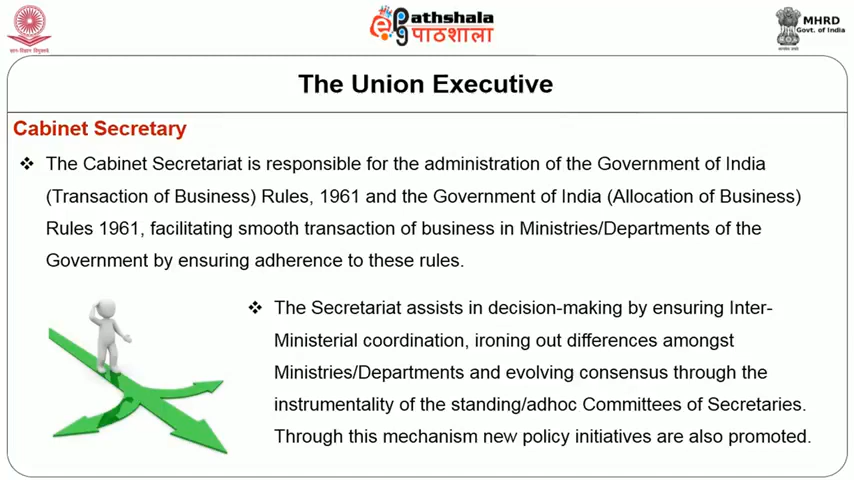 ज्ञान-विज्ञान विमुक्तये
e Pathshala
पाठशाला
MHRD
Govt. of India
सत्यमेव जयते
The Union Executive
Cabinet Secretary
❖ The Cabinet Secretariat is responsible for the administration of the Government of India
(Transaction of Business) Rules, 1961 and the Government of India (Allocation of Business)
Rules 1961, facilitating smooth transaction of business in Ministries/Departments of the
Government by ensuring adherence to these rules.
❖ The Secretariat assists in decision-making by ensuring Inter-
Ministerial coordination, ironing out differences amongst
Ministries/Departments and evolving consensus through the
instrumentality of the standing/adhoc Committees of Secretaries.
Through this mechanism new policy initiatives are also promoted.